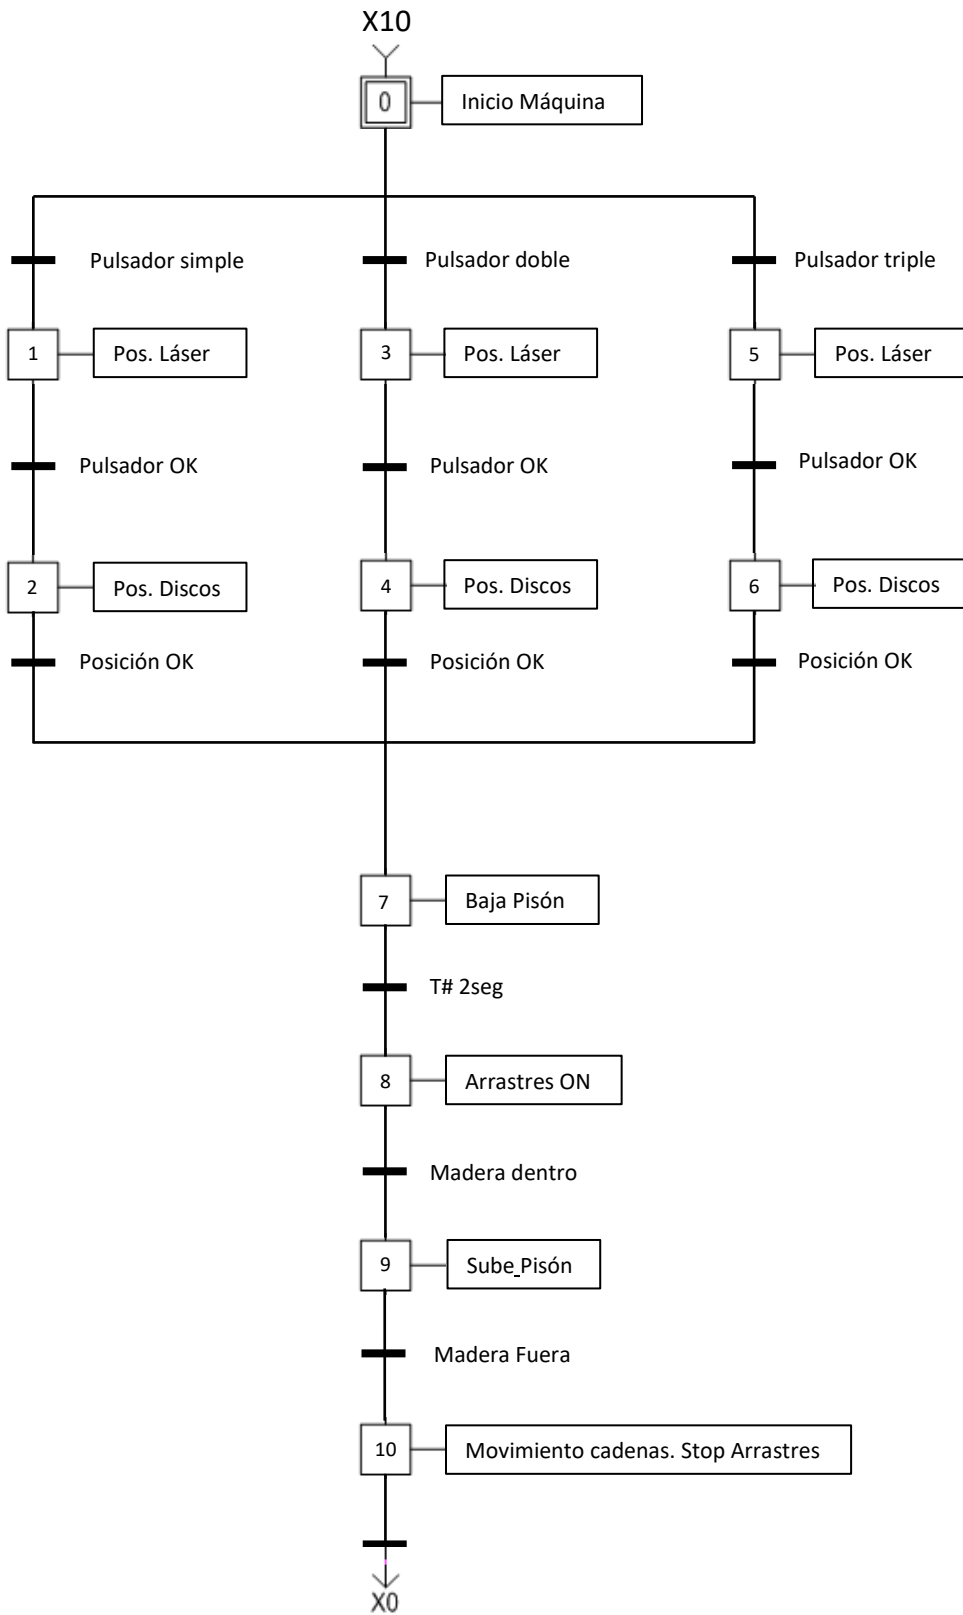 X10
0
Inicio Máquina
Pulsador simple
Pulsador doble
Pulsador triple
1
Pos. Láser
3
Pos. Láser
5
Pos. Láser
Pulsador OK
Pulsador OK
Pulsador OK
2
Pos. Discos
4
Pos. Discos
6
Pos. Discos
Posición OK
Posición OK
Posición OK
7
Baja Pisón
T# 2seg
8
Arrastres ON
Madera dentro
9
Sube_Pisón
Madera Fuera
10
Movimiento cadenas. Stop Arrastres
X0